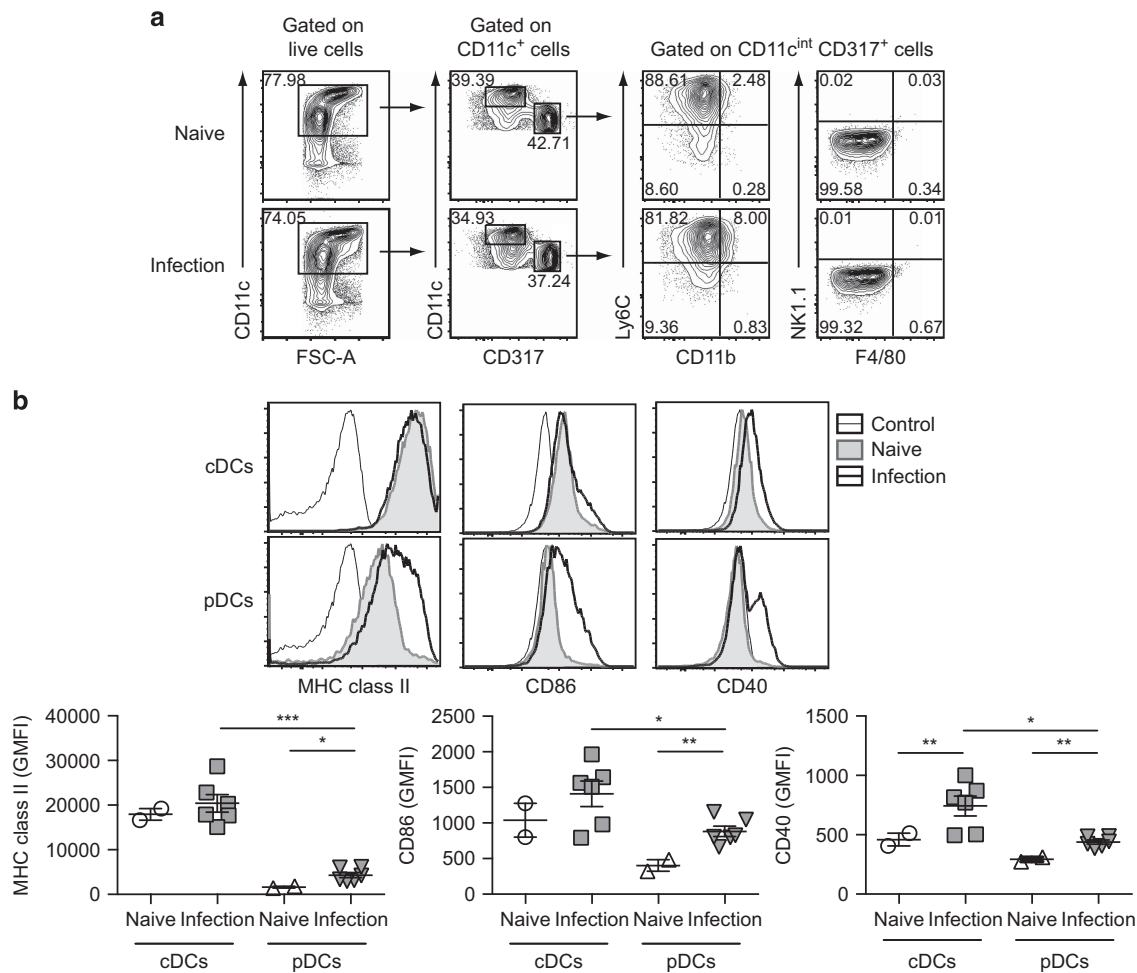 a
Gated on
live cells
Gated on
CD11c+ cells
Gated on CD11cint CD317+ cells
Naive
77.98
39.39
42.71
88.61 2.48
8.60 0.28
0.02 0.03
99.58 0.34
Infection
74.05
34.93
37.24
81.82 8.00
9.36 0.83
0.01 0.01
99.32 0.67
CD11c
CD11c
Ly6C
NK1.1
FSC-A
CD317
CD11b
F4/80
b
cDCs
pDCs
Control
Naive
Infection
MHC class II
CD86
CD40
MHC class II (GMFI)
40000
30000
20000
10000
0
***
*
Naive Infection Naive Infection
cDCs pDCs
CD86 (GMFI)
2500
2000
1500
1000
500
0
*
**
Naive Infection Naive Infection
cDCs pDCs
CD40 (GMFI)
1500
1000
500
0
**
*
**
Naive Infection Naive Infection
cDCs pDCs